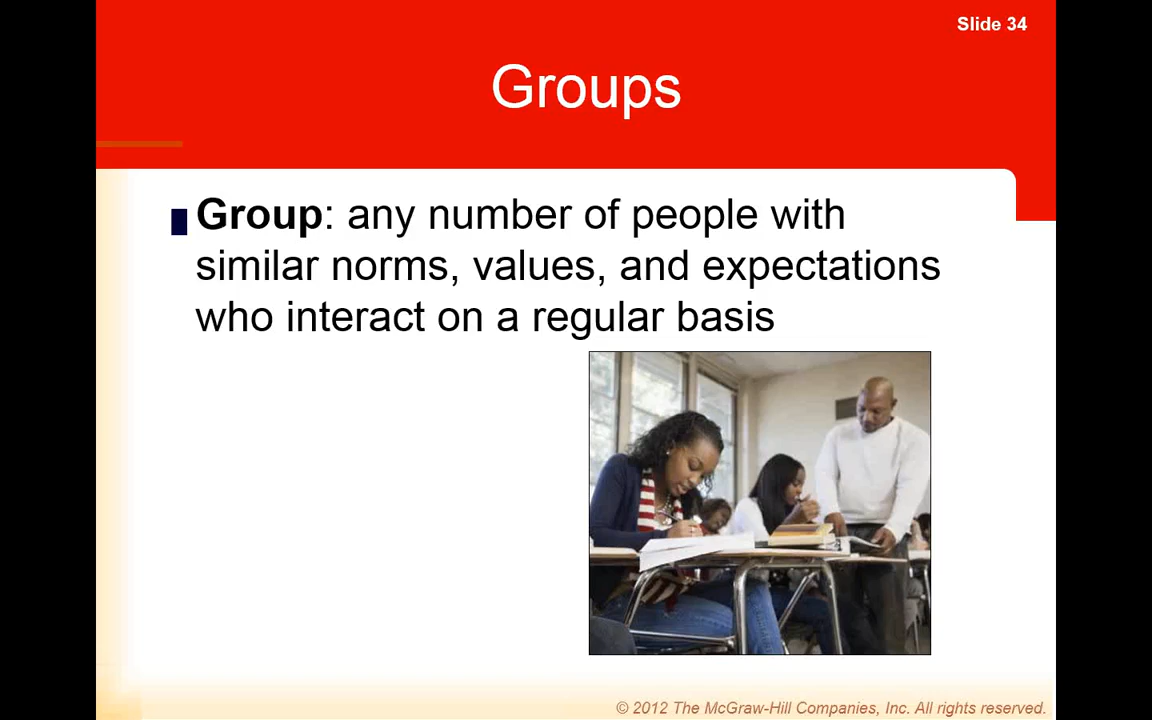 Slide 34
Groups
Group: any number of people with
similar norms, values, and expectations
who interact on a regular basis
© 2012 The McGraw-Hill Companies, Inc. All rights reserved.